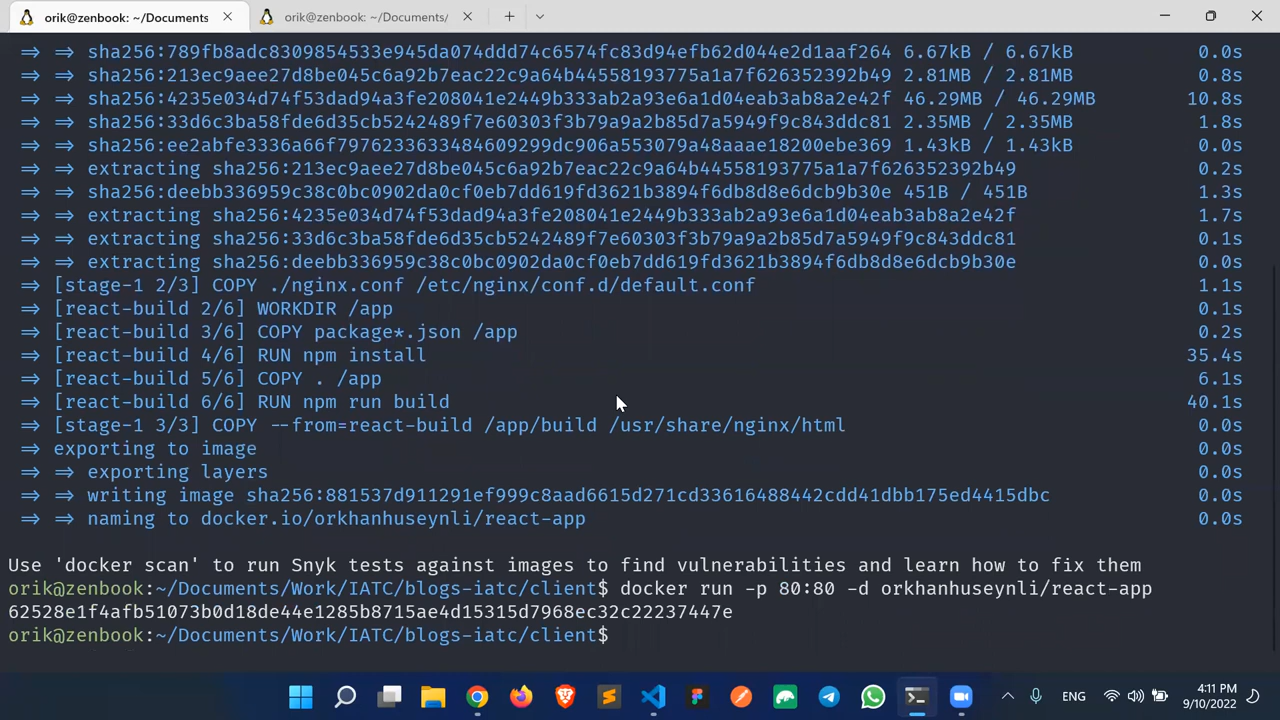 orik@zenbook: ~/Documents
orik@zenbook: ~/Documents/
⇒ ⇒ sha256:789fb8adc8309854533e945da074ddd74c6574fc83d94efb62d044e2d1aaf264 6.67kB / 6.67kB 0.0s
⇒ ⇒ sha256:213ec9aee27d8be045c6a92b7eac22c9a64b44558193775a1a7f626352392b49 2.81MB / 2.81MB 0.8s
⇒ ⇒ sha256:4235e034d74f53dad94a3fe208041e2449b333ab2a93e6a1d04eab3ab8a2e42f 46.29MB / 46.29MB 10.8s
⇒ ⇒ sha256:33d6c3ba58fde6d35cb5242489f7e60303f3b79a9a2b85d7a5949f9c843ddc81 2.35MB / 2.35MB 1.8s
⇒ ⇒ sha256:ee2abfe3336a66f79762336334846092​99dc906a553079a48aaae18200ebe369 1.43kB / 1.43kB 0.0s
⇒ ⇒ extracting sha256:213ec9aee27d8be045c6a92b7eac22c9a64b44558193775a1a7f626352392b49 0.2s
⇒ ⇒ sha256:deebb336959c38c0bc0902da0cf0eb7dd619fd3621b3894f6db8d8e6dcb9b30e 451B / 451B 1.3s
⇒ ⇒ extracting sha256:4235e034d74f53dad94a3fe208041e2449b333ab2a93e6a1d04eab3ab8a2e42f 1.7s
⇒ ⇒ extracting sha256:33d6c3ba58fde6d35cb5242489f7e60303f3b79a9a2b85d7a5949f9c843ddc81 0.1s
⇒ ⇒ extracting sha256:deebb336959c38c0bc0902da0cf0eb7dd619fd3621b3894f6db8d8e6dcb9b30e 0.0s
⇒ [stage-1 2/3] COPY ./nginx.conf /etc/nginx/conf.d/default.conf 1.1s
⇒ [react-build 2/6] WORKDIR /app 0.1s
⇒ [react-build 3/6] COPY package*.json /app 0.2s
⇒ [react-build 4/6] RUN npm install 35.4s
⇒ [react-build 5/6] COPY . /app 6.1s
⇒ [react-build 6/6] RUN npm run build 40.1s
⇒ [stage-1 3/3] COPY --from=react-build /app/build /usr/share/nginx/html 0.0s
⇒ exporting to image 0.0s
⇒ ⇒ exporting layers 0.0s
⇒ ⇒ writing image sha256:881537d911291ef999c8aad6615d271cd33616488442cdd41dbb175ed4415dbc 0.0s
⇒ ⇒ naming to docker.io/orkhanhuseynli/react-app 0.0s
Use 'docker scan' to run Snyk tests against images to find vulnerabilities and learn how to fix them
orik@zenbook:~/Documents/Work/IATC/blogs-iatc/client$ docker run -p 80:80 -d orkhanhuseynli/react-app
62528e1f4afb51073b0d18de44e1285b8715ae4d15315d7968ec32c22237447e
orik@zenbook:~/Documents/Work/IATC/blogs-iatc/client$
ENG
4:11 PM
9/10/2022